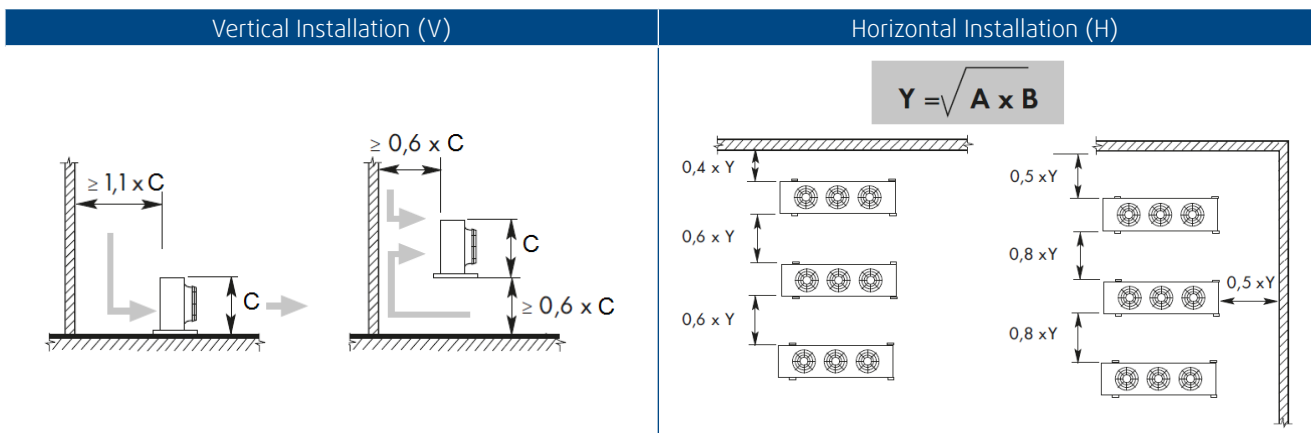 Vertical Installation (V)
Horizontal Installation (H)
≥ 1,1 x C
C
≥ 0,6 x C
C
≥ 0,6 x C
Y =√ A x B
0,4 x Y
0,6 x Y
0,6 x Y
0,5 xY
0,8 xY
0,5 xY
0,8 xY